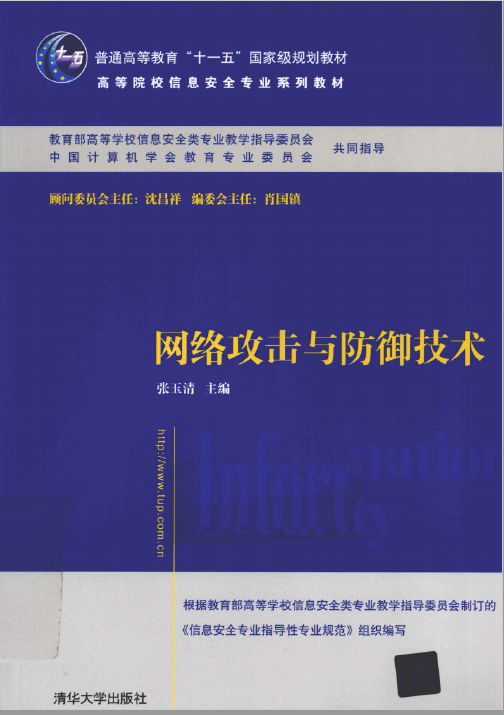 十一五
普通高等教育“十一五”国家级规划教材
高等院校信息安全专业系列教材
教育部高等学校信息安全类专业教学指导委员会
中国计算机学会教育专业委员会
共同指导
顾问委员会主任：沈昌祥 编委会主任：肖国镇
网络攻击与防御技术
张玉清 主编
http://www.tup.com.cn
根据教育部高等学校信息安全类专业教学指导委员会制订的
《信息安全专业指导性专业规范》组织编写
清华大学出版社